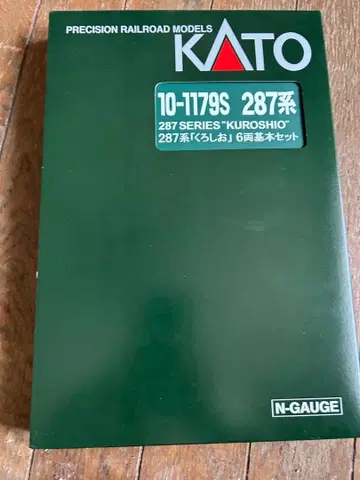 PRECISION RAILROAD MODELS
KATO
10-1179S 287系
287 SERIES "KUROSHIO"
287系「くろしお」 6両基本セット
N-GAUGE